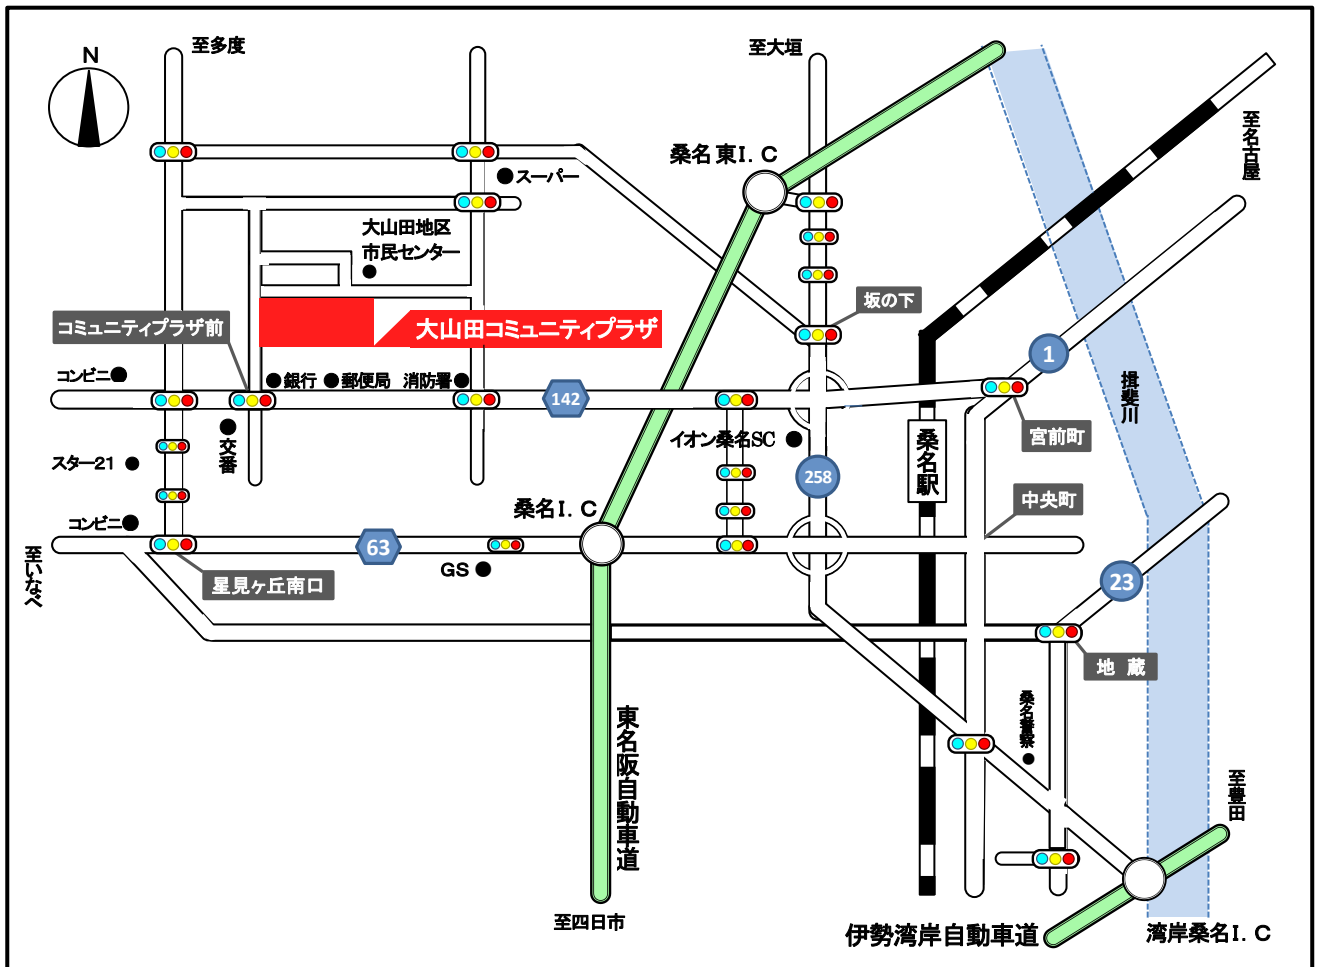 至多度
至大垣
N
桑名東I.C
至名古屋
スーパー
大山田地区
市民センター
坂の下
コミュニティプラザ前
大山田コミュニティプラザ
1
コンビニ
銀行
郵便局
消防署
142
揖斐川
交番
イオン桑名SC
桑名駅
宮前町
スター21
258
中央町
桑名I.C
コンビニ
63
至いなべ
GS
星見ヶ丘南口
23
地蔵
桑名警察
東名阪自動車道
至豊田
至四日市
伊勢湾岸自動車道
湾岸桑名I.C